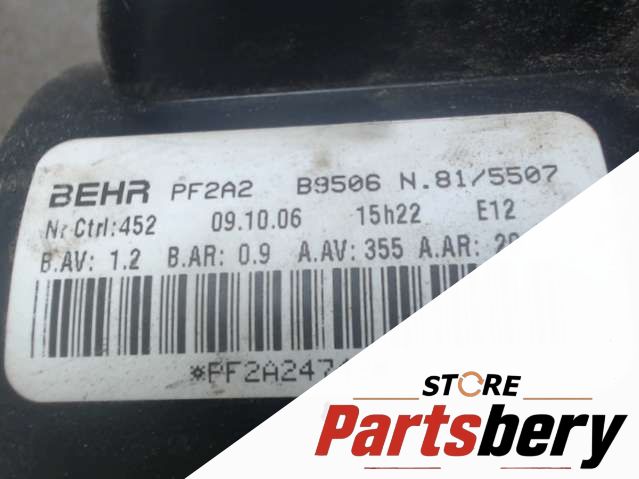 BEHR PF2A2 B9506 N.81/5507
Nr Ctrl:452 09.10.06 15h22 E12
B.AV: 1.2 B.AR: 0.9 A.AV: 355 A.AR:
*PF2A247
STORE
Partsbery